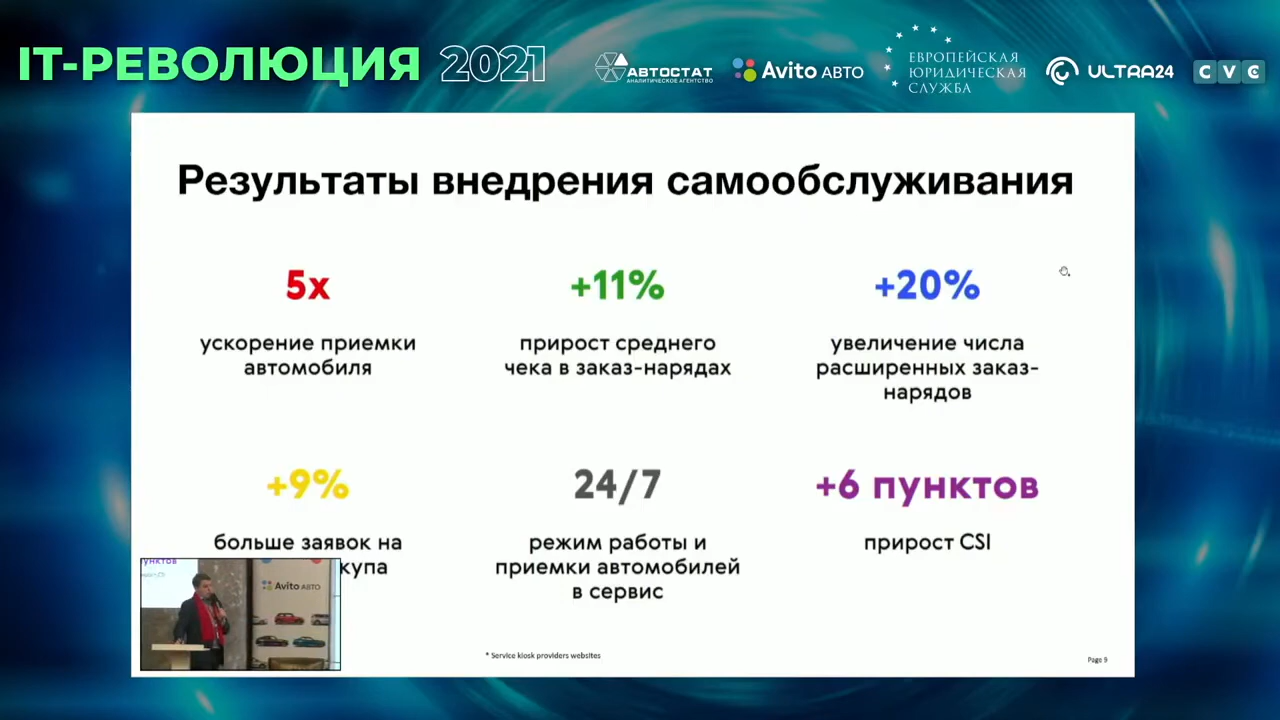 IT-РЕВОЛЮЦИЯ 2021
АВТОСТАТ
АНАЛИТИЧЕСКОЕ АГЕНТСТВО
Avito АВТО
ЕВРОПЕЙСКАЯ
ЮРИДИЧЕСКАЯ
СЛУЖБА
ULTRA24
CVC
Результаты внедрения самообслуживания
5x
ускорение приемки
автомобиля
+11%
прирост среднего
чека в заказ-нарядах
+20%
увеличение числа
расширенных заказ-
нарядов
+9%
больше заявок на
купа
24/7
режим работы и
приемки автомобилей
в сервис
+6 пунктов
прирост CSI
Avito АВТО
* Service kiosk providers websites
Page 9